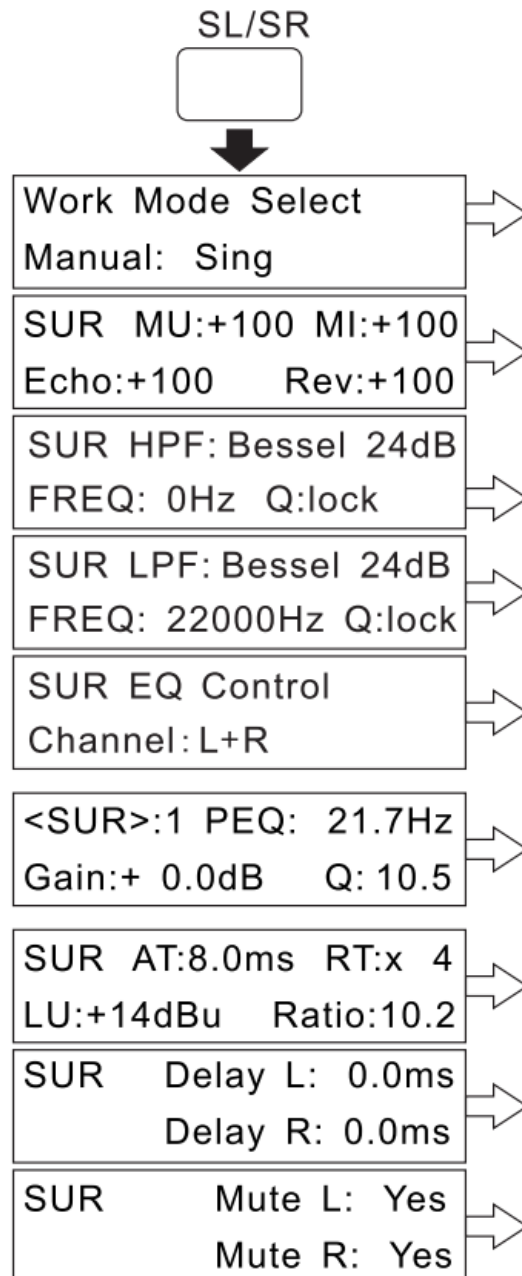 SL/SR
Work Mode Select
Manual: Sing
SUR MU:+100 MI:+100
Echo:+100 Rev:+100
SUR HPF: Bessel 24dB
FREQ: 0Hz Q:lock
SUR LPF: Bessel 24dB
FREQ: 22000Hz Q:lock
SUR EQ Control
Channel: L+R
<SUR>:1 PEQ: 21.7Hz
Gain:+ 0.0dB Q: 10.5
SUR AT:8.0ms RT:x 4
LU:+14dBu Ratio:10.2
SUR Delay L: 0.0ms
Delay R: 0.0ms
SUR Mute L: Yes
Mute R: Yes